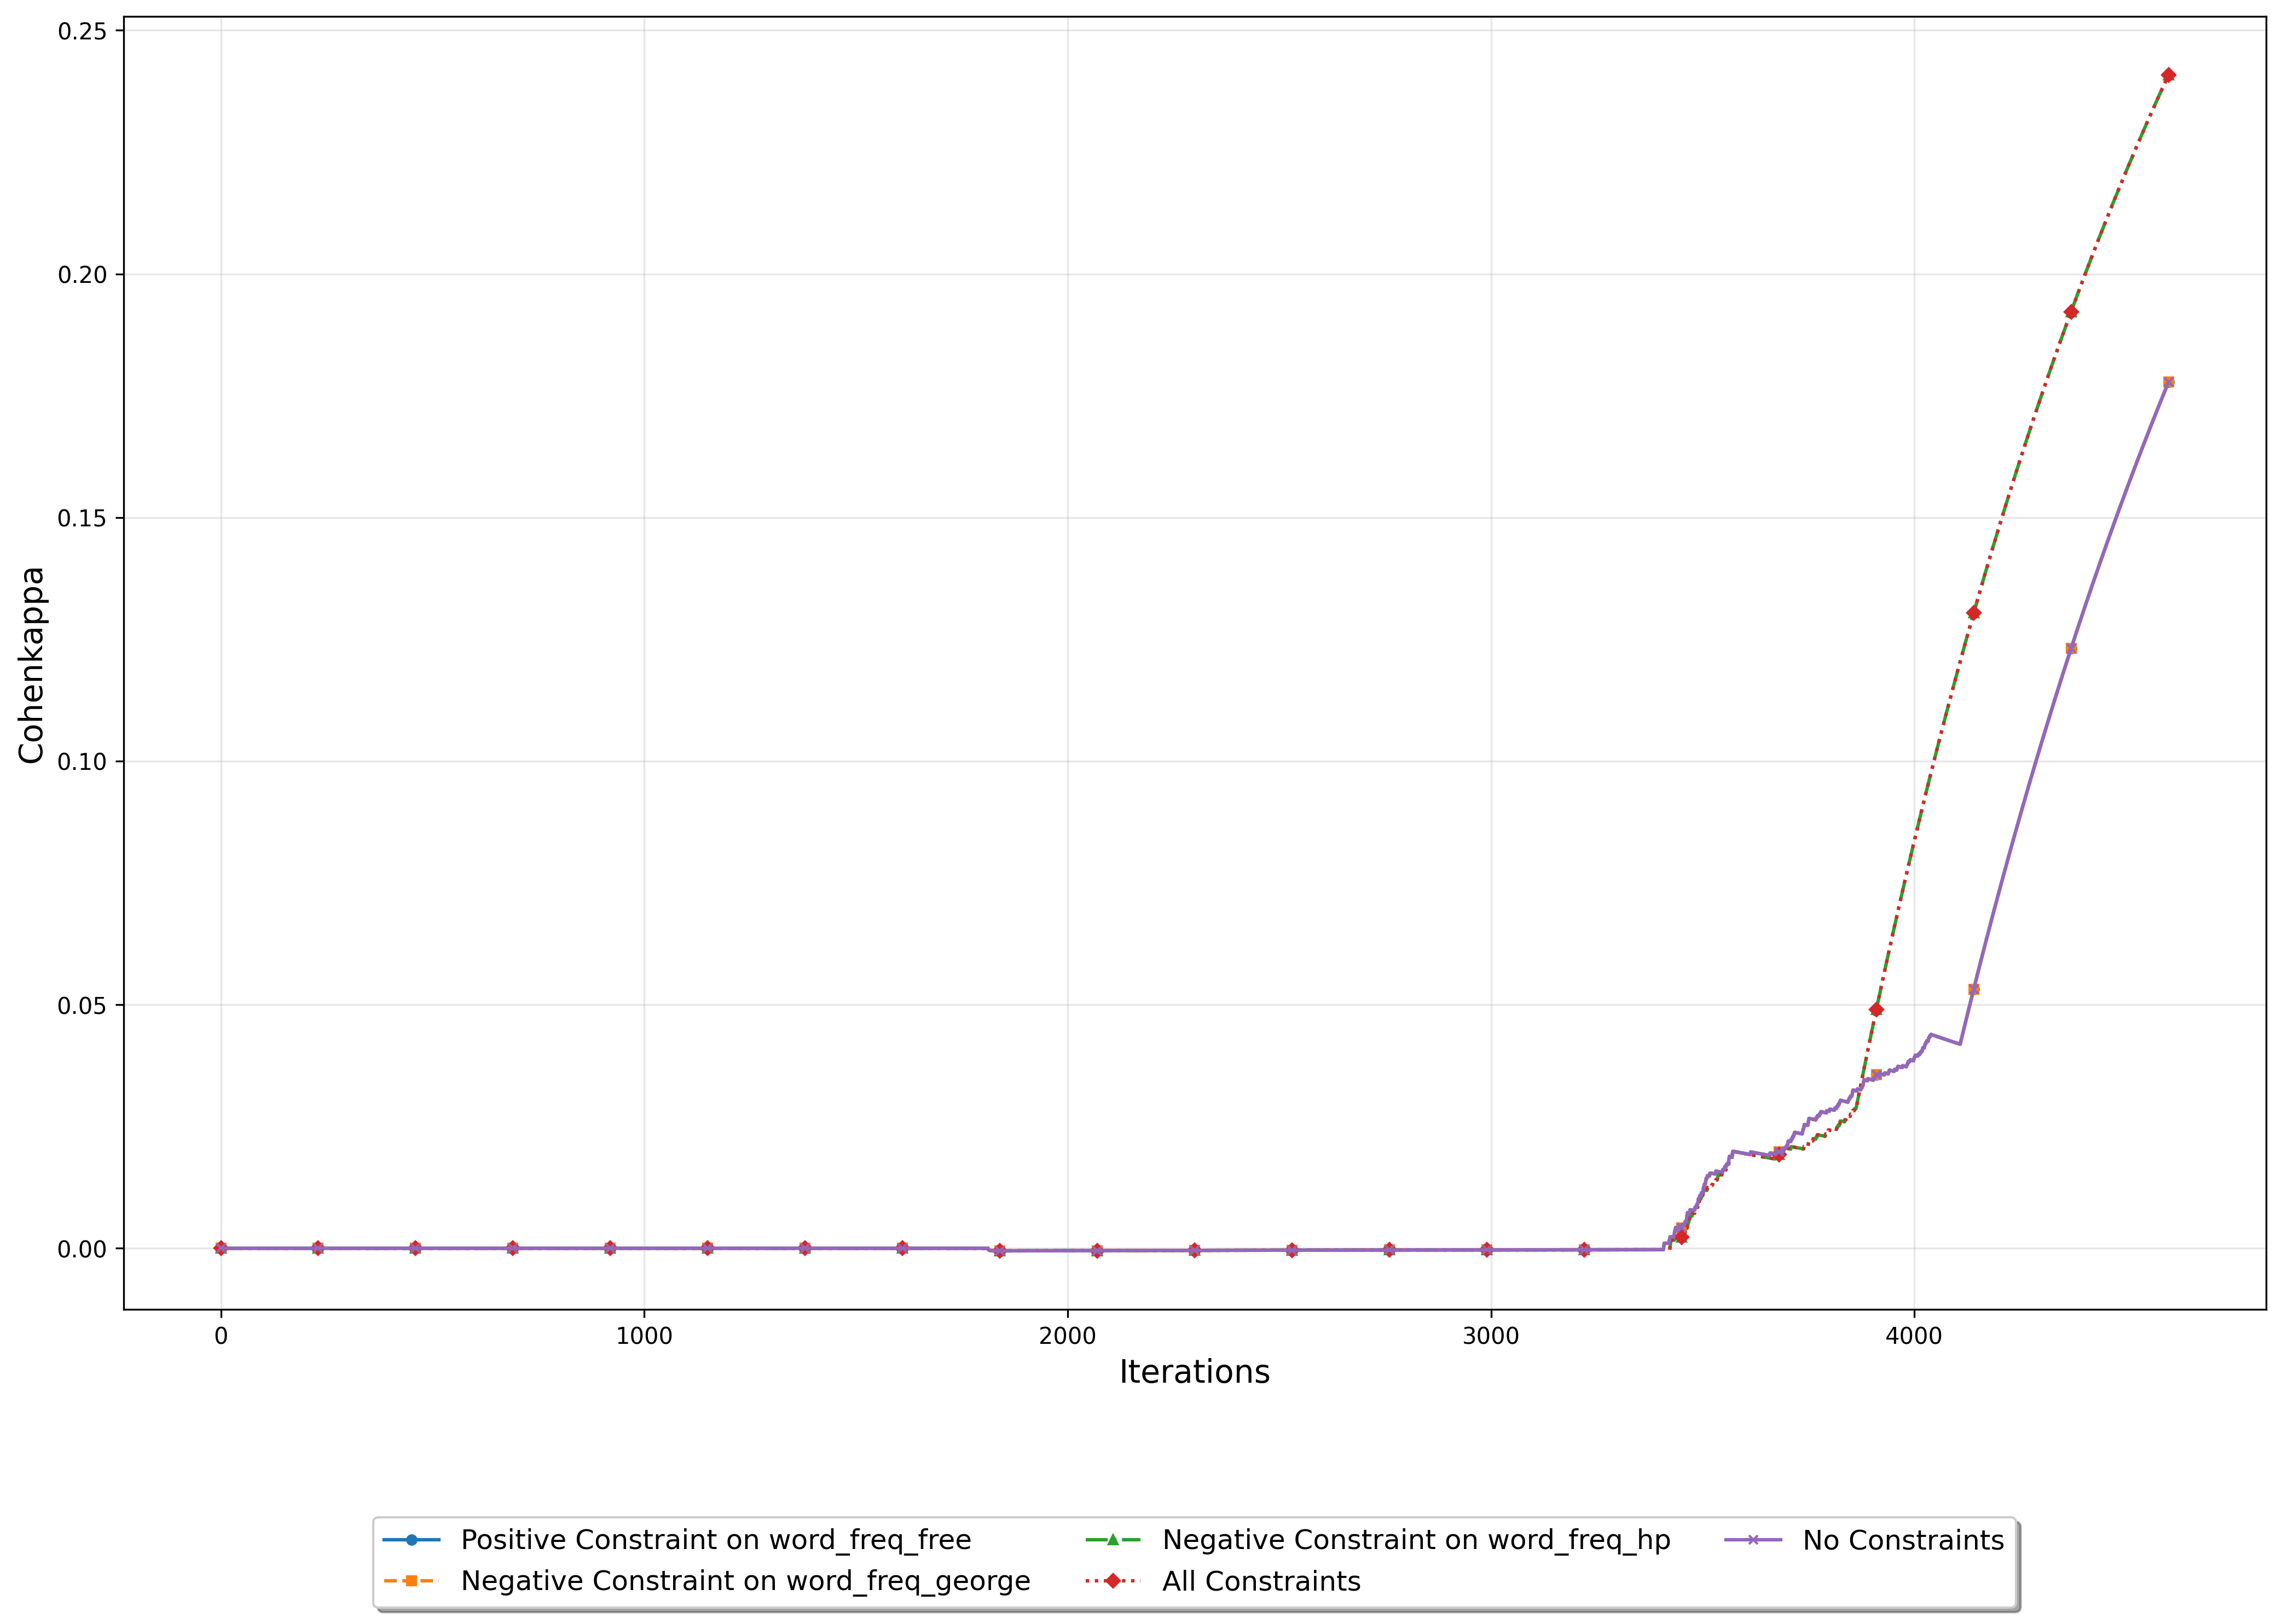 0.25
0.20
0.15
0.10
0.05
0.00
Cohenkappa
0 1000 2000 3000 4000
Iterations
Positive Constraint on word_freq_free
Negative Constraint on word_freq_george
Negative Constraint on word_freq_hp
All Constraints
No Constraints